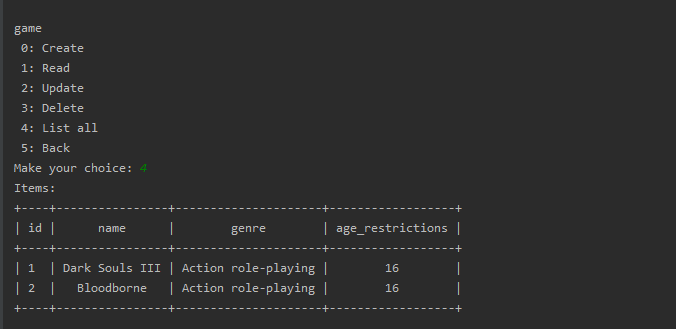 game
 0: Create
 1: Read
 2: Update
 3: Delete
 4: List all
 5: Back
Make your choice: 4
Items:
+----+---------------+---------------------+------------------+
| id |      name     |        genre        | age_restrictions |
+----+---------------+---------------------+------------------+
| 1  | Dark Souls III | Action role-playing |        16        |
| 2  |   Bloodborne   | Action role-playing |        16        |
+----+---------------+---------------------+------------------+